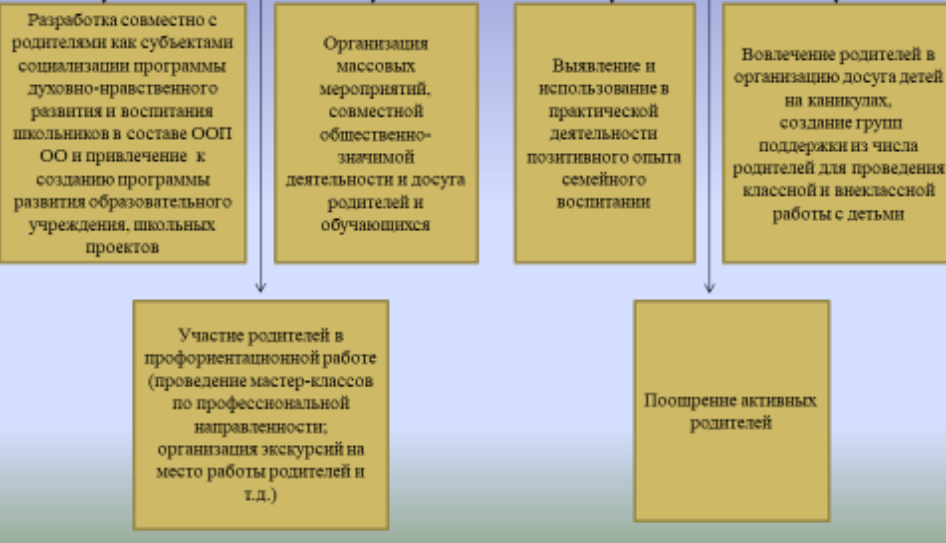 Разработка совместно с
родителями как субъектами
социализации программы
духовно-нравственного
развития и воспитания
школьников в составе ООП
ОО и привлечение к
созданию программы
развития образовательного
учреждения, школьных
проектов
Организация
массовых
мероприятий,
совместной
общественно-
значимой
деятельности и досуга
родителей и
обучающихся
Выявление и
использование в
практической
деятельности
позитивного опыта
семейного
воспитании
Вовлечение родителей в
организацию досуга детей
на каникулах,
создание групп
поддержки из числа
родителей для проведения
классной и внеклассной
работы с детьми
Участие родителей в
профориентационной работе
(проведение мастер-классов
по профессиональной
направленности;
организация экскурсий на
место работы родителей и
т.д.)
Поощрение активных
родителей